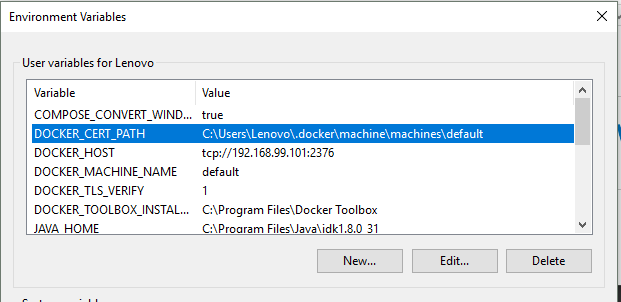 Environment Variables
User variables for Lenovo
Variable Value
COMPOSE_CONVERT_WIND... true
DOCKER_CERT_PATH C:\Users\Lenovo\.docker\machine\machines\default
DOCKER_HOST tcp://192.168.99.101:2376
DOCKER_MACHINE_NAME default
DOCKER_TLS_VERIFY 1
DOCKER_TOOLBOX_INSTAL... C:\Program Files\Docker Toolbox
JAVA_HOME C:\Program Files\Java\jdk1.8.0_31
New... Edit... Delete